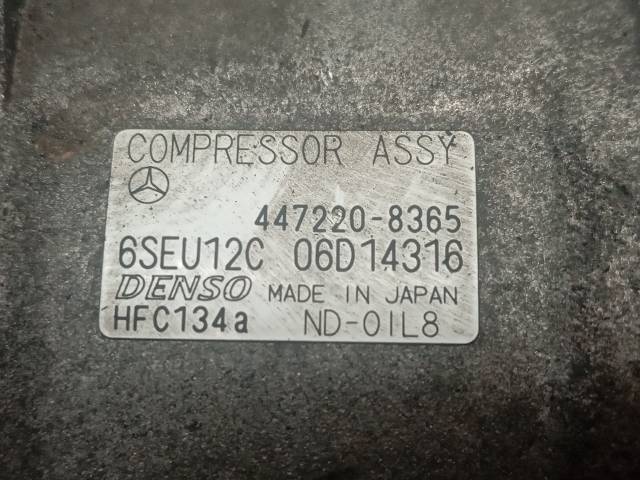 COMPRESSOR ASSY
447220-8365
6SEU12C 06D14316
DENSO MADE IN JAPAN
HFC134a ND-OIL8